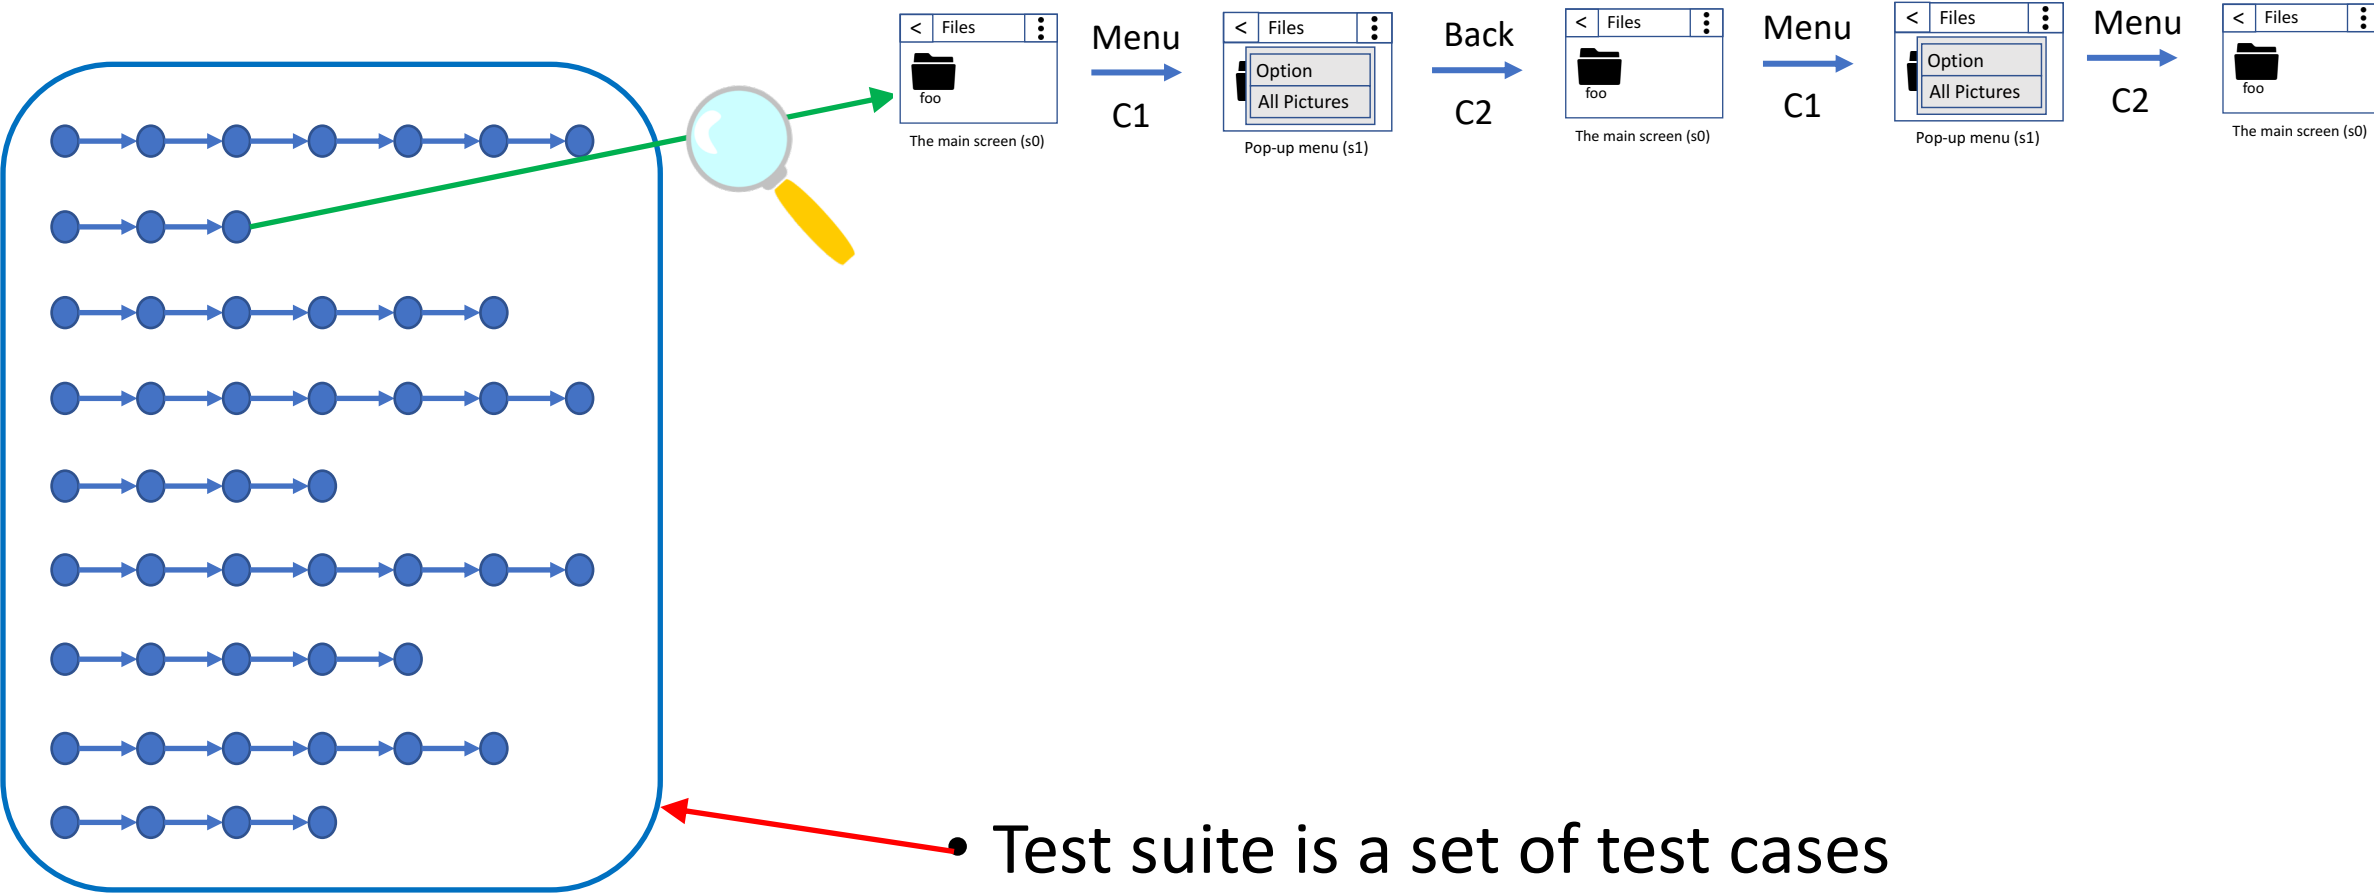 < Files
foo
The main screen (s0)
Menu
C1
< Files
Option
All Pictures
Pop-up menu (s1)
Back
C2
< Files
foo
The main screen (s0)
Menu
C1
< Files
Option
All Pictures
Pop-up menu (s1)
Menu
C2
< Files
foo
The main screen (s0)
• Test suite is a set of test cases